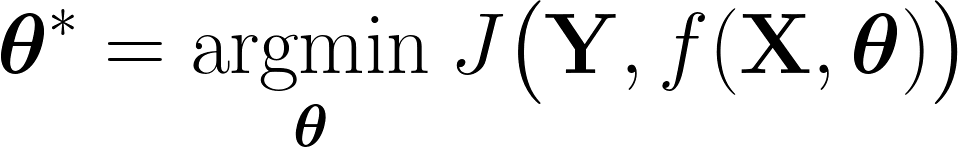 𝜽* = argmin J(𝐘, f(𝐗, 𝜽))
𝜽